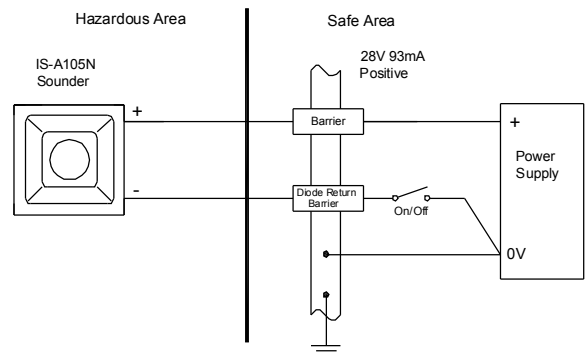 Hazardous Area
Safe Area
IS-A105N
Sounder
28V 93mA
Positive
+
Barrier
+
Power
Supply
-
Diode Return
Barrier
On/Off
0V